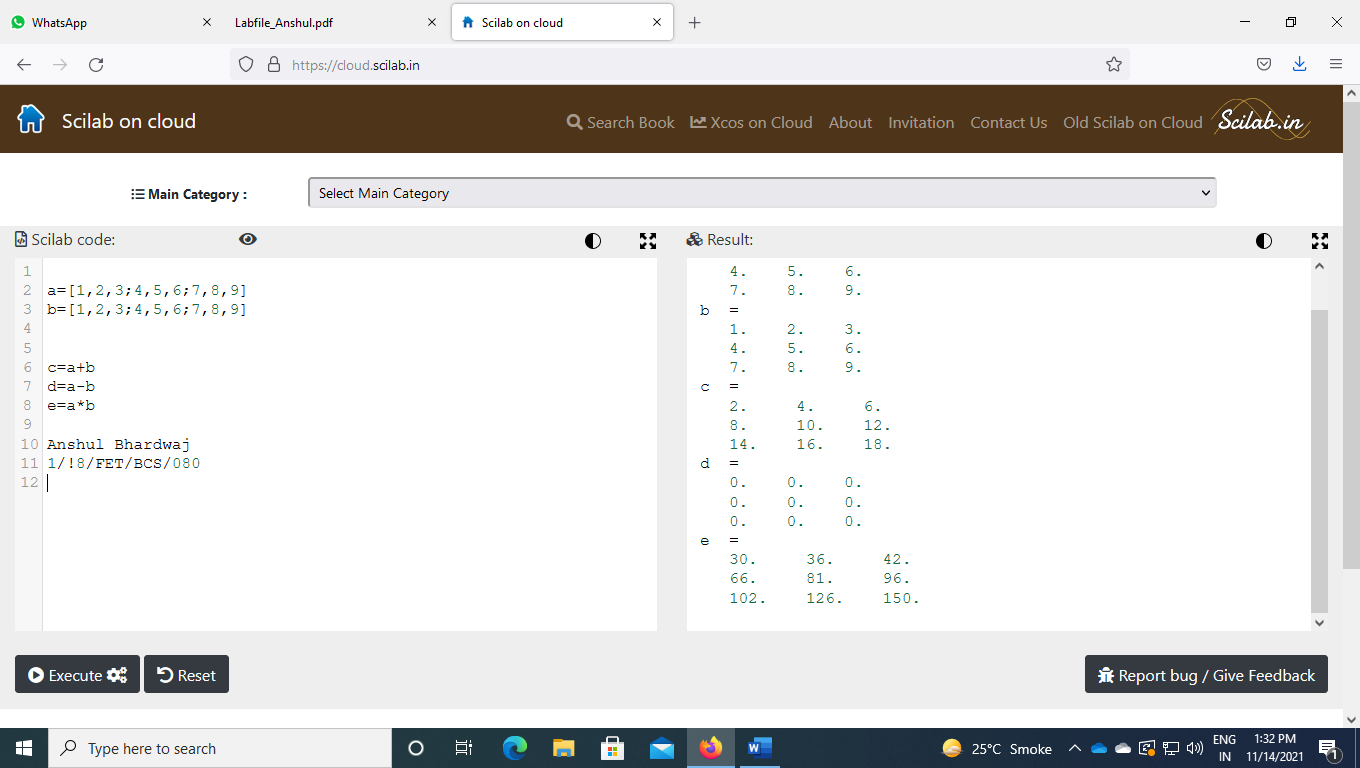 WhatsApp
Labfile_Anshul.pdf
Scilab on cloud
https://cloud.scilab.in
Scilab on cloud
Search Book
Xcos on Cloud
About
Invitation
Contact Us
Old Scilab on Cloud
Scilab.in
Main Category :
Select Main Category
Scilab code:
1
2 a=[1,2,3;4,5,6;7,8,9]
3 b=[1,2,3;4,5,6;7,8,9]
4
5
6 c=a+b
7 d=a-b
8 e=a*b
9
10 Anshul Bhardwaj
11 1/!8/FET/BCS/080
12
Result:
4. 5. 6.
7. 8. 9.
b =
1. 2. 3.
4. 5. 6.
7. 8. 9.
c =
2. 4. 6.
8. 10. 12.
14. 16. 18.
d =
0. 0. 0.
0. 0. 0.
0. 0. 0.
e =
30. 36. 42.
66. 81. 96.
102. 126. 150.
Execute
Reset
Report bug / Give Feedback
Type here to search
25°C Smoke
ENG
IN
1:32 PM
11/14/2021
1